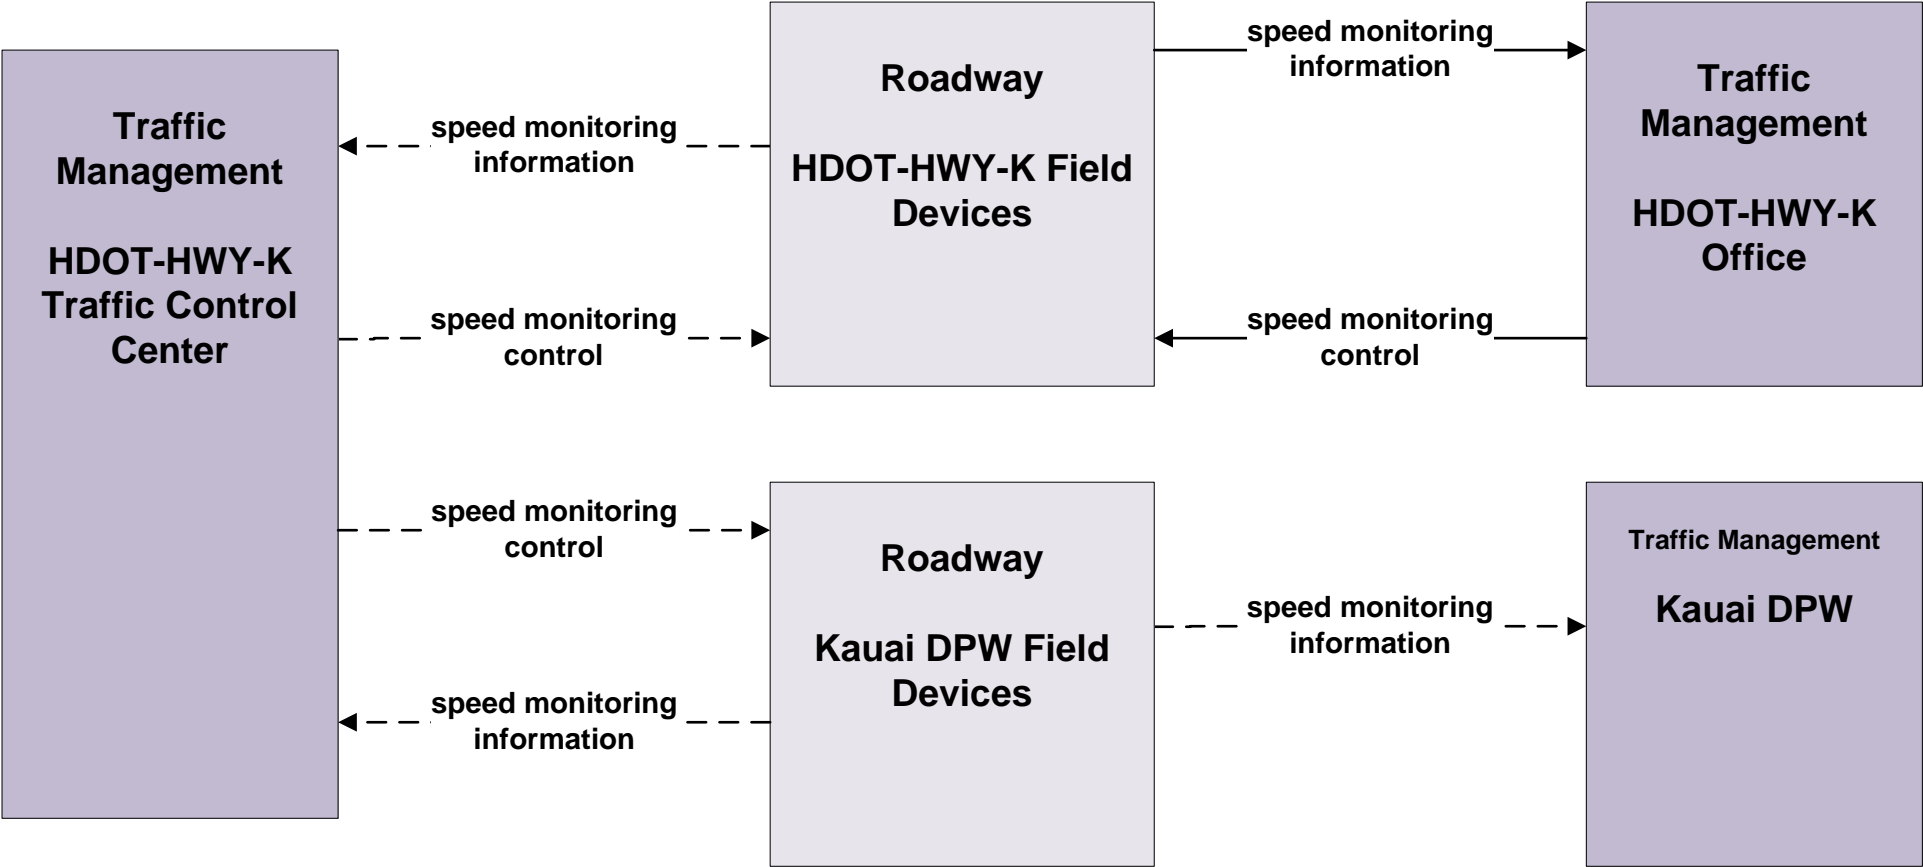 Traffic
Management
HDOT-HWY-K
Traffic Control
Center
speed monitoring
information
speed monitoring
control
speed monitoring
control
speed monitoring
information
Roadway
HDOT-HWY-K Field
Devices
Roadway
Kauai DPW Field
Devices
speed monitoring
information
speed monitoring
control
speed monitoring
information
Traffic
Management
HDOT-HWY-K
Office
Traffic Management
Kauai DPW